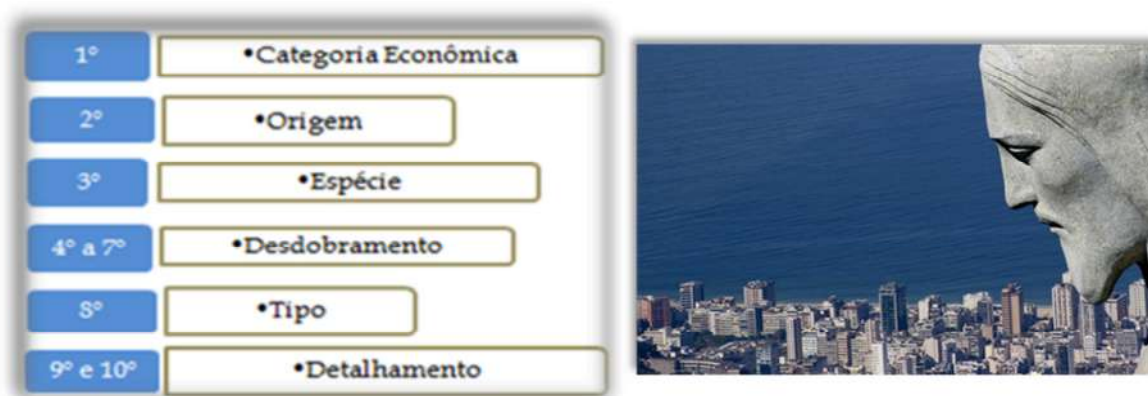 1º •Categoria Econômica
2º •Origem
3º •Espécie
4º a 7º •Desdobramento
8º •Tipo
9º e 10º •Detalhamento